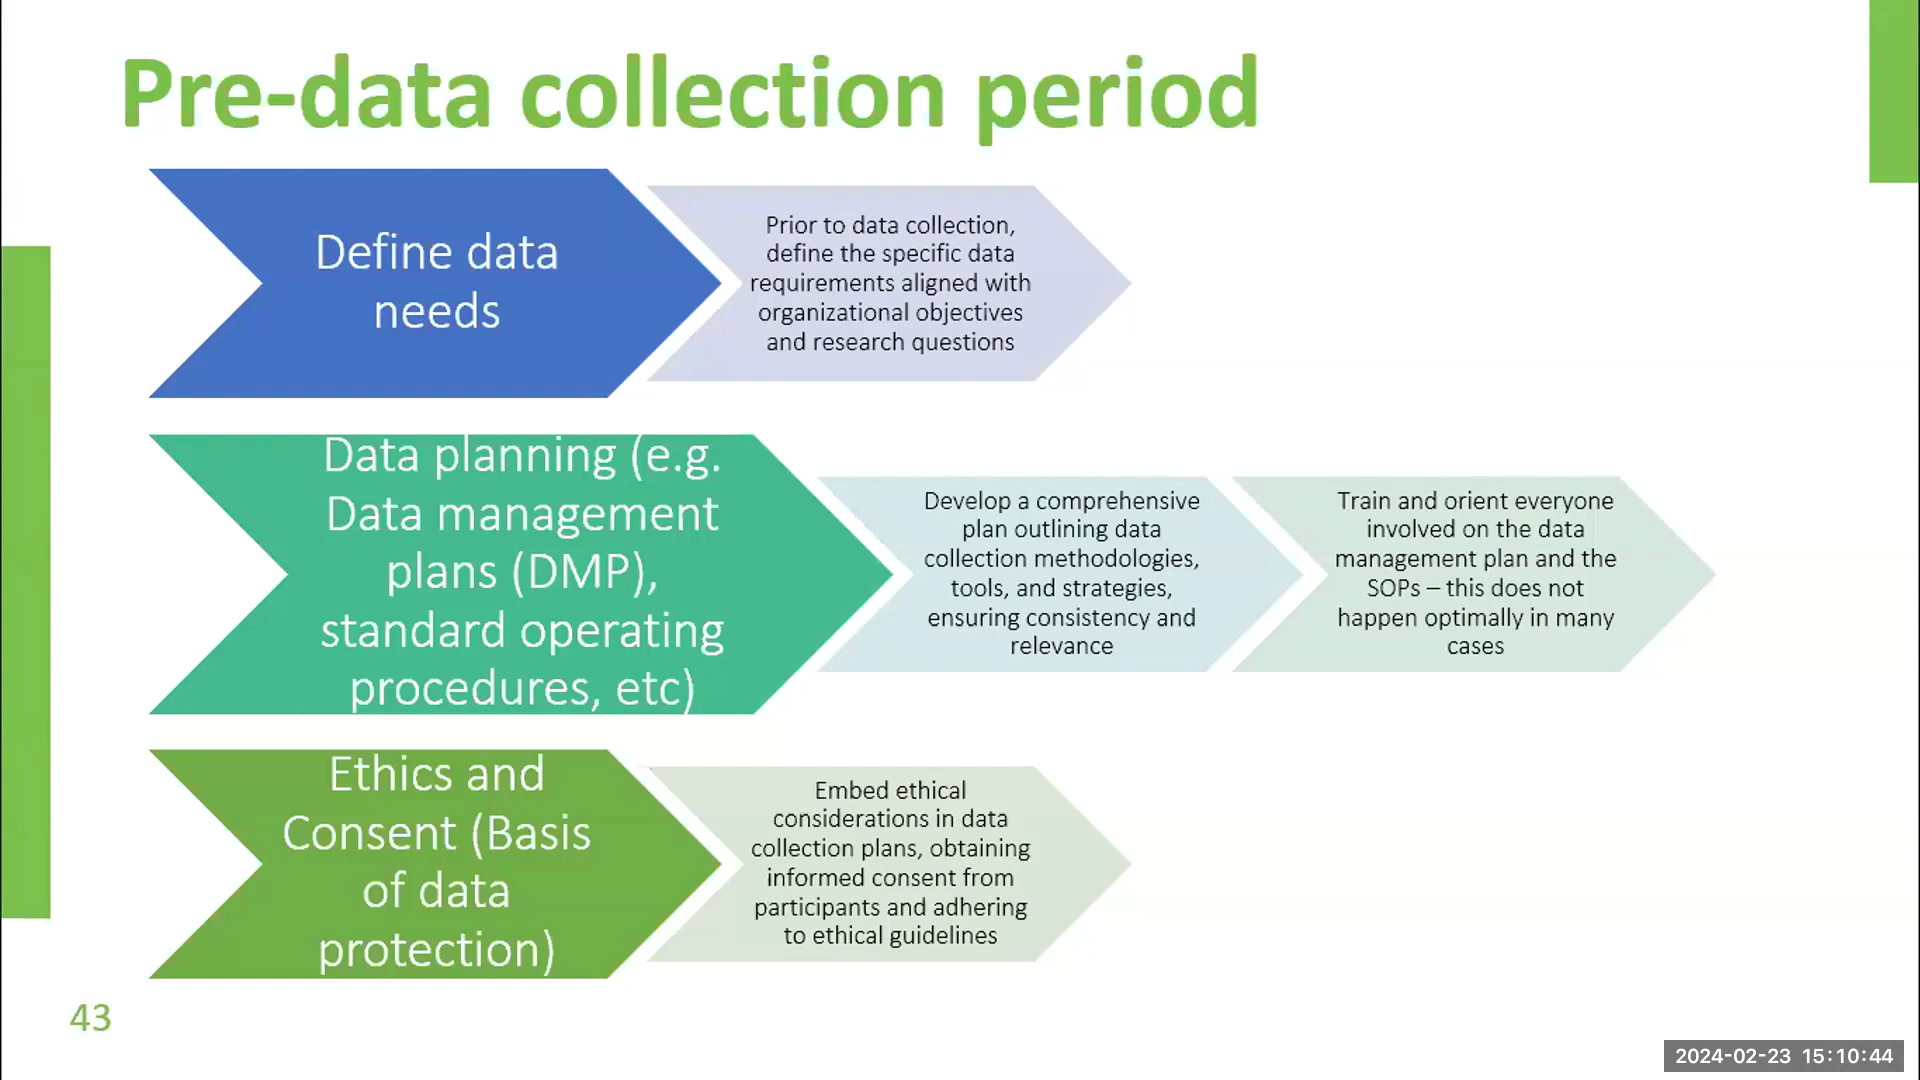 Pre-data collection period
Define data
needs
Prior to data collection,
define the specific data
requirements aligned with
organizational objectives
and research questions
Data planning (e.g.
Data management
plans (DMP),
standard operating
procedures, etc)
Develop a comprehensive
plan outlining data
collection methodologies,
tools, and strategies,
ensuring consistency and
relevance
Train and orient everyone
involved on the data
management plan and the
SOPs – this does not
happen optimally in many
cases
Ethics and
Consent (Basis
of data
protection)
Embed ethical
considerations in data
collection plans, obtaining
informed consent from
participants and adhering
to ethical guidelines
43
2024-02-23 15:10:44